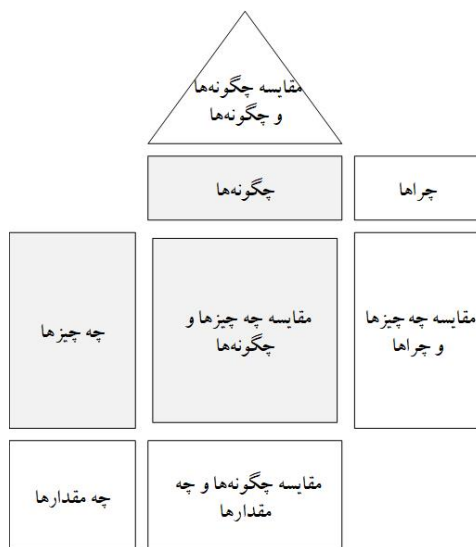 مقایسه چگونه‌ها
و چگونه‌ها
چگونه‌ها
چراها
مقایسه چه چیزها
و چراها
مقایسه چه چیزها و
چگونه‌ها
چه چیزها
مقایسه چگونه‌ها و چه
مقدارها
چه مقدارها